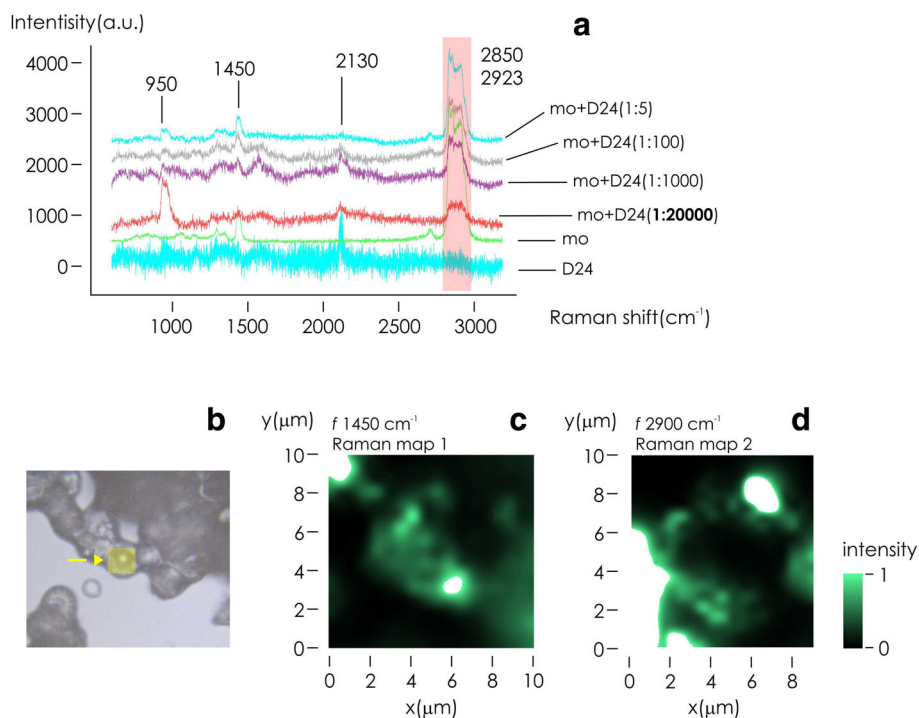 Intentisity(a.u.)
a
4000
3000
2000
1000
0
950
1450
2130
2850
2923
mo+D24(1:5)
mo+D24(1:100)
mo+D24(1:1000)
mo+D24(1:20000)
mo
D24
1000 1500 2000 2500 3000
Raman shift(cm⁻¹)
b
y(μm)
f 1450 cm⁻¹
Raman map 1
c
10
8
6
4
2
0
0 2 4 6 8 10
x(μm)
y(μm)
f 2900 cm⁻¹
Raman map 2
d
10
8
6
4
2
0
0 2 4 6 8
x(μm)
intensity
1
0